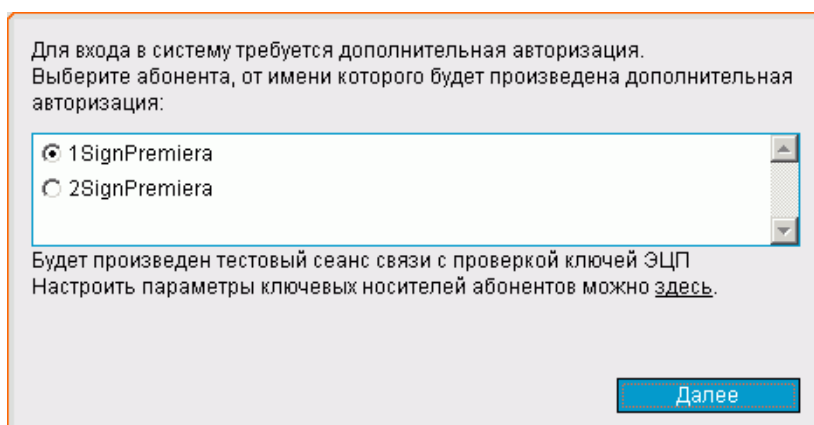 Для входа в систему требуется дополнительная авторизация.
Выберите абонента, от имени которого будет произведена дополнительная
авторизация:
1SignPremiera
2SignPremiera
Будет произведен тестовый сеанс связи с проверкой ключей ЭЦП
Настроить параметры ключевых носителей абонентов можно здесь.
Далее